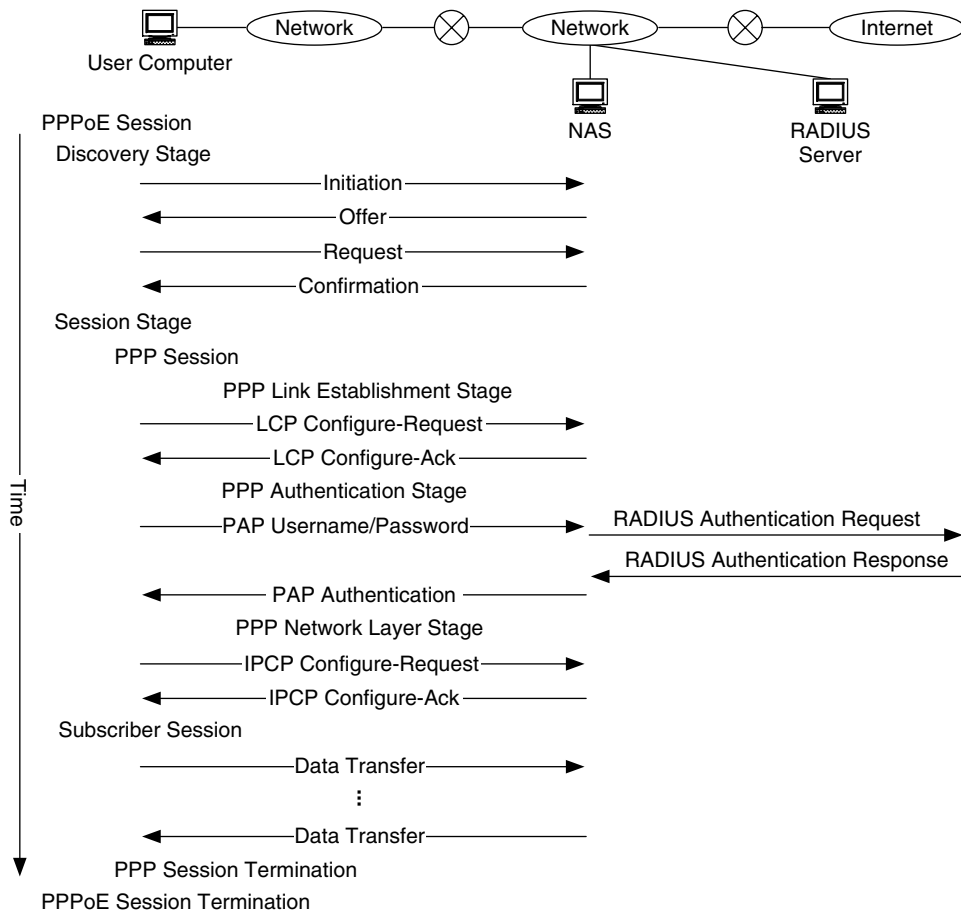 Network
Network
Internet
User Computer
NAS
RADIUS
Server
PPPoE Session
Discovery Stage
Initiation
Offer
Request
Confirmation
Session Stage
PPP Session
PPP Link Establishment Stage
LCP Configure-Request
LCP Configure-Ack
Time
PPP Authentication Stage
PAP Username/Password
RADIUS Authentication Request
RADIUS Authentication Response
PAP Authentication
PPP Network Layer Stage
IPCP Configure-Request
IPCP Configure-Ack
Subscriber Session
Data Transfer
Data Transfer
PPP Session Termination
PPPoE Session Termination